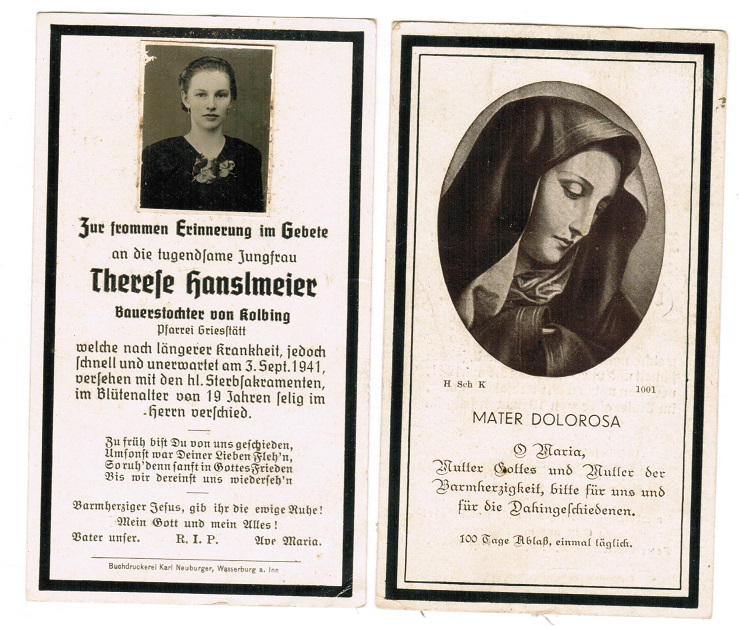 Zur frommen Erinnerung im Gebete
an die tugendsame Jungfrau
Therese Hanslmeier
Bauerstochter von Kolbing
Pfarrei Griesstätt
welche nach längerer Krankheit, jedoch
schnell und unerwartet am 3. Sept. 1941,
versehen mit den hl. Sterbsakramenten,
im Blütenalter von 19 Jahren selig im
Herrn verschied.
Zu früh bist Du von uns geschieden,
Umsonst war Deiner Lieben Fleh'n,
So ruh' denn sanft in Gottes Frieden
Bis wir dereinst uns wiederseh'n
Barmherziger Jesus, gib ihr die ewige Ruhe!
Mein Gott und mein Alles!
Vater unser. R. I. P. Ave Maria.
Buchdruckerei Karl Neuburger, Wasserburg a. Inn
H Sch K 1001
MATER DOLOROSA
O Maria,
Mutter Gottes und Mutter der
Barmherzigkeit, bitte für uns und
für die Dahingeschiedenen.
100 Tage Ablaß, einmal täglich.